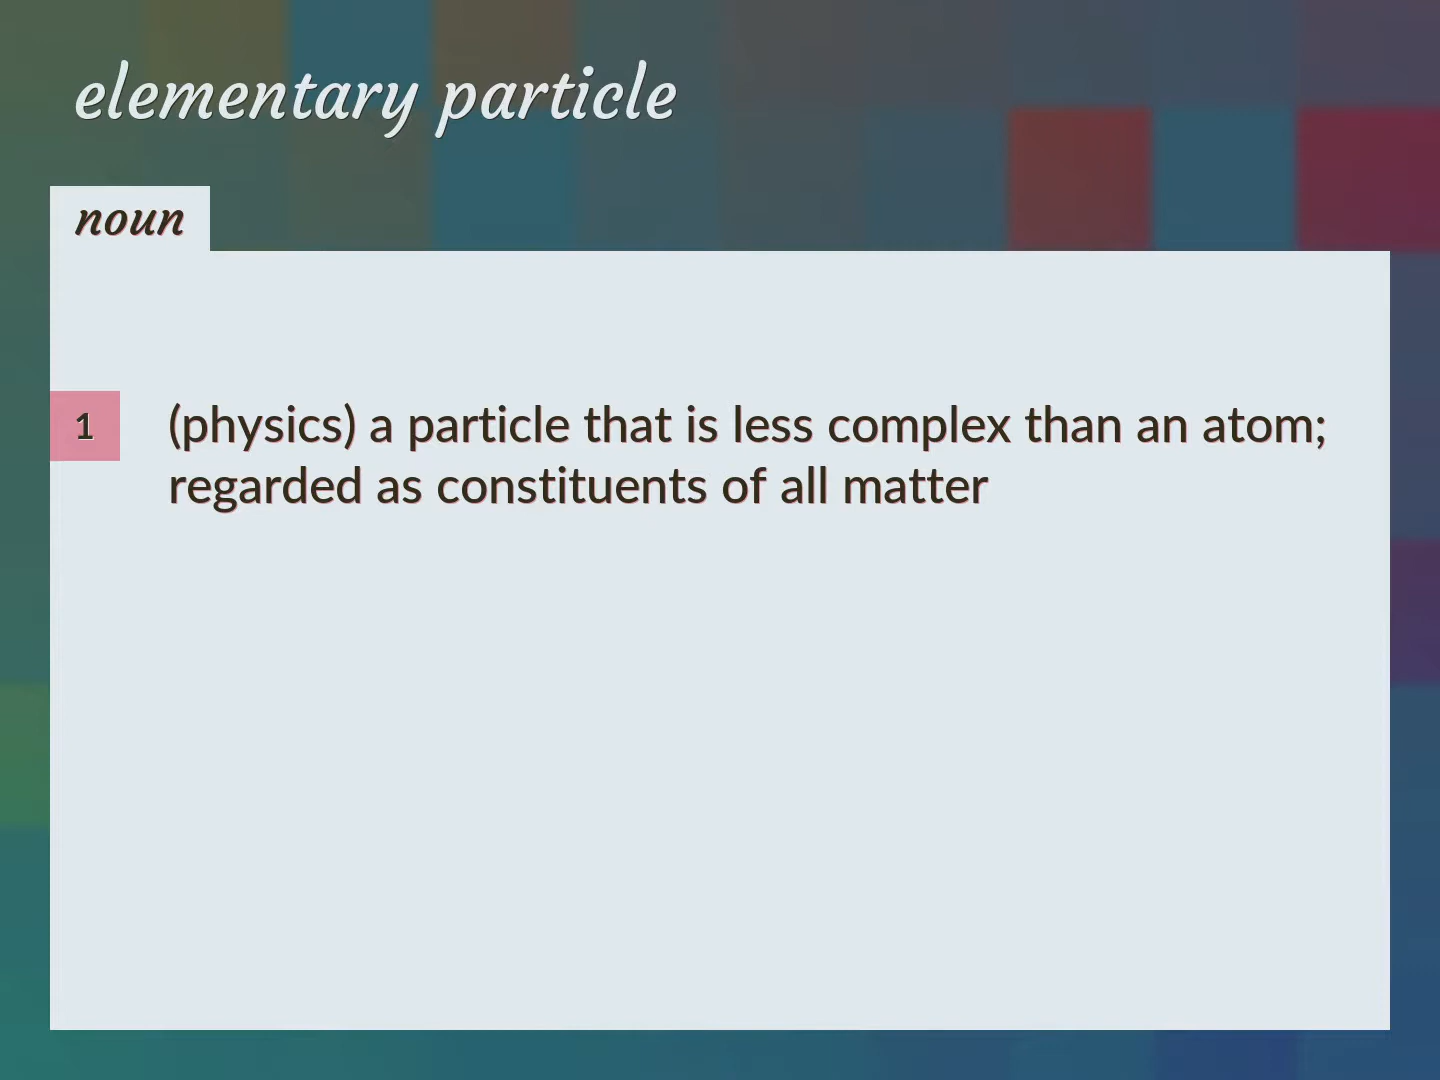 elementary particle
noun
1
(physics) a particle that is less complex than an atom;
regarded as constituents of all matter